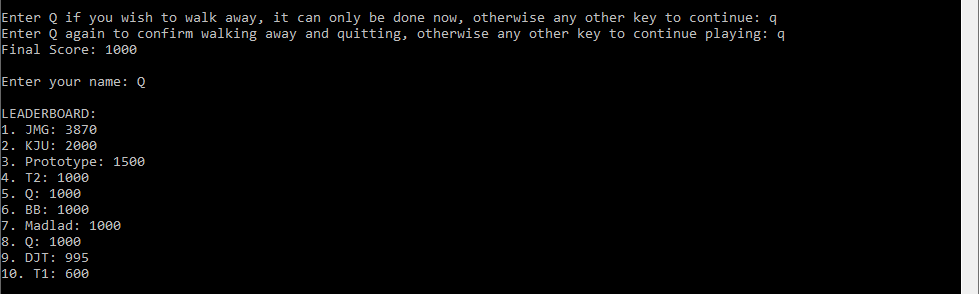 Enter Q if you wish to walk away, it can only be done now, otherwise any other key to continue: q
Enter Q again to confirm walking away and quitting, otherwise any other key to continue playing: q
Final Score: 1000
Enter your name: Q
LEADERBOARD:
1. JMG: 3870
2. KJU: 2000
3. Prototype: 1500
4. T2: 1000
5. Q: 1000
6. BB: 1000
7. Madlad: 1000
8. Q: 1000
9. DJT: 995
10. T1: 600